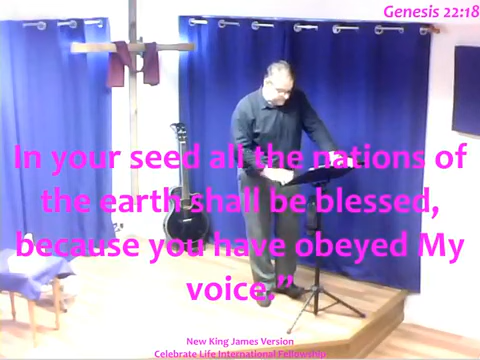 Genesis 22:18
In your seed all the nations of
the earth shall be blessed,
because you have obeyed My
voice.”
New King James Version
Celebrate Life International Fellowship